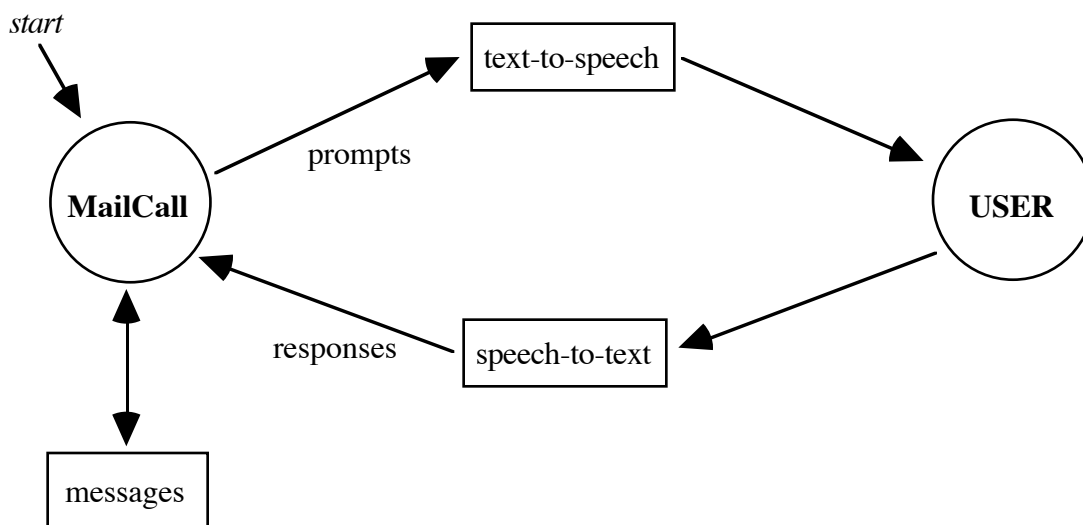 start
text-to-speech
prompts
MailCall
USER
responses
speech-to-text
messages